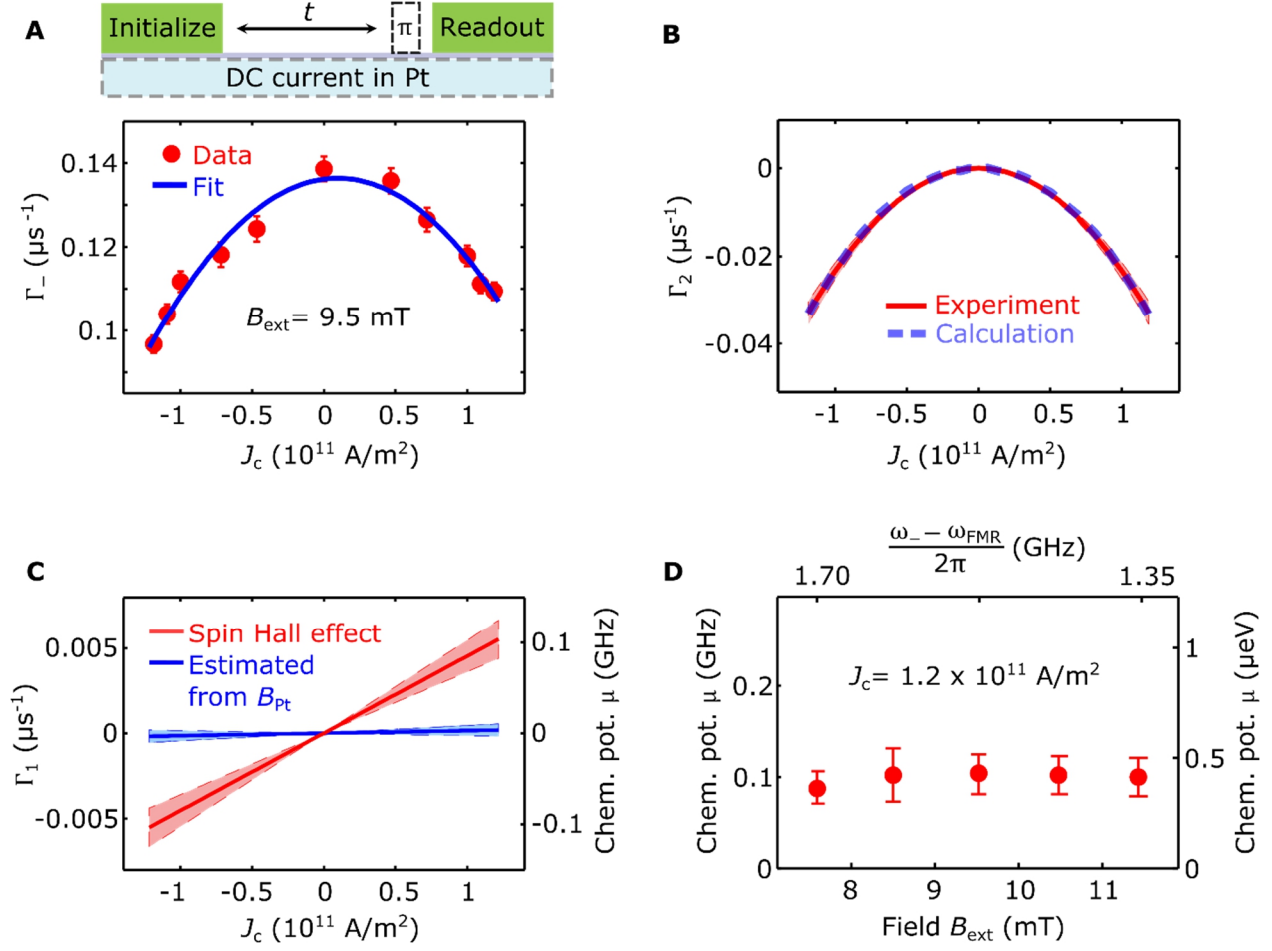 A
Initialize
t
π
Readout
DC current in Pt
Data
Fit
0.14
0.12
0.1
Γ₋ (µs⁻¹)
B_ext= 9.5 mT
-1 -0.5 0 0.5 1
J_c (10¹¹ A/m²)
B
0
-0.02
-0.04
Γ₂ (µs⁻¹)
Experiment
Calculation
-1 -0.5 0 0.5 1
J_c (10¹¹ A/m²)
C
Spin Hall effect
Estimated
from B_Pt
0.005
0
-0.005
Γ₁ (µs⁻¹)
0.1
0
-0.1
Chem. pot. µ (GHz)
-1 -0.5 0 0.5 1
J_c (10¹¹ A/m²)
D
ω₋ − ω_FMR
2π
(GHz)
1.70 1.35
J_c= 1.2 x 10¹¹ A/m²
0.2
0.1
0
Chem. pot. µ (GHz)
1
0.5
0
Chem. pot. µ (µeV)
8 9 10 11
Field B_ext (mT)